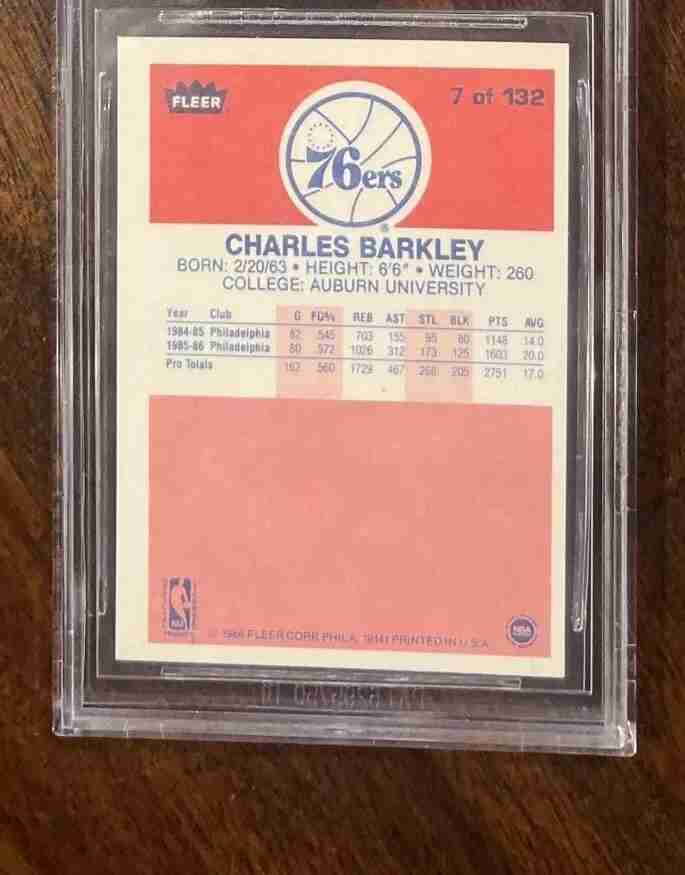 FLEER
7 of 132
76ers
CHARLES BARKLEY
BORN: 2/20/63 • HEIGHT: 6'6" • WEIGHT: 260
COLLEGE: AUBURN UNIVERSITY
Year Club G FG% REB AST STL BLK PTS AVG
1984-85 Philadelphia 82 .545 703 155 95 80 1148 14.0
1985-86 Philadelphia 80 .572 1026 312 173 125 1603 20.0
Pro Totals 162 .560 1729 467 268 205 2751 17.0
© 1986 FLEER CORP. PHILA. 19141 PRINTED IN U.S.A.
NBA